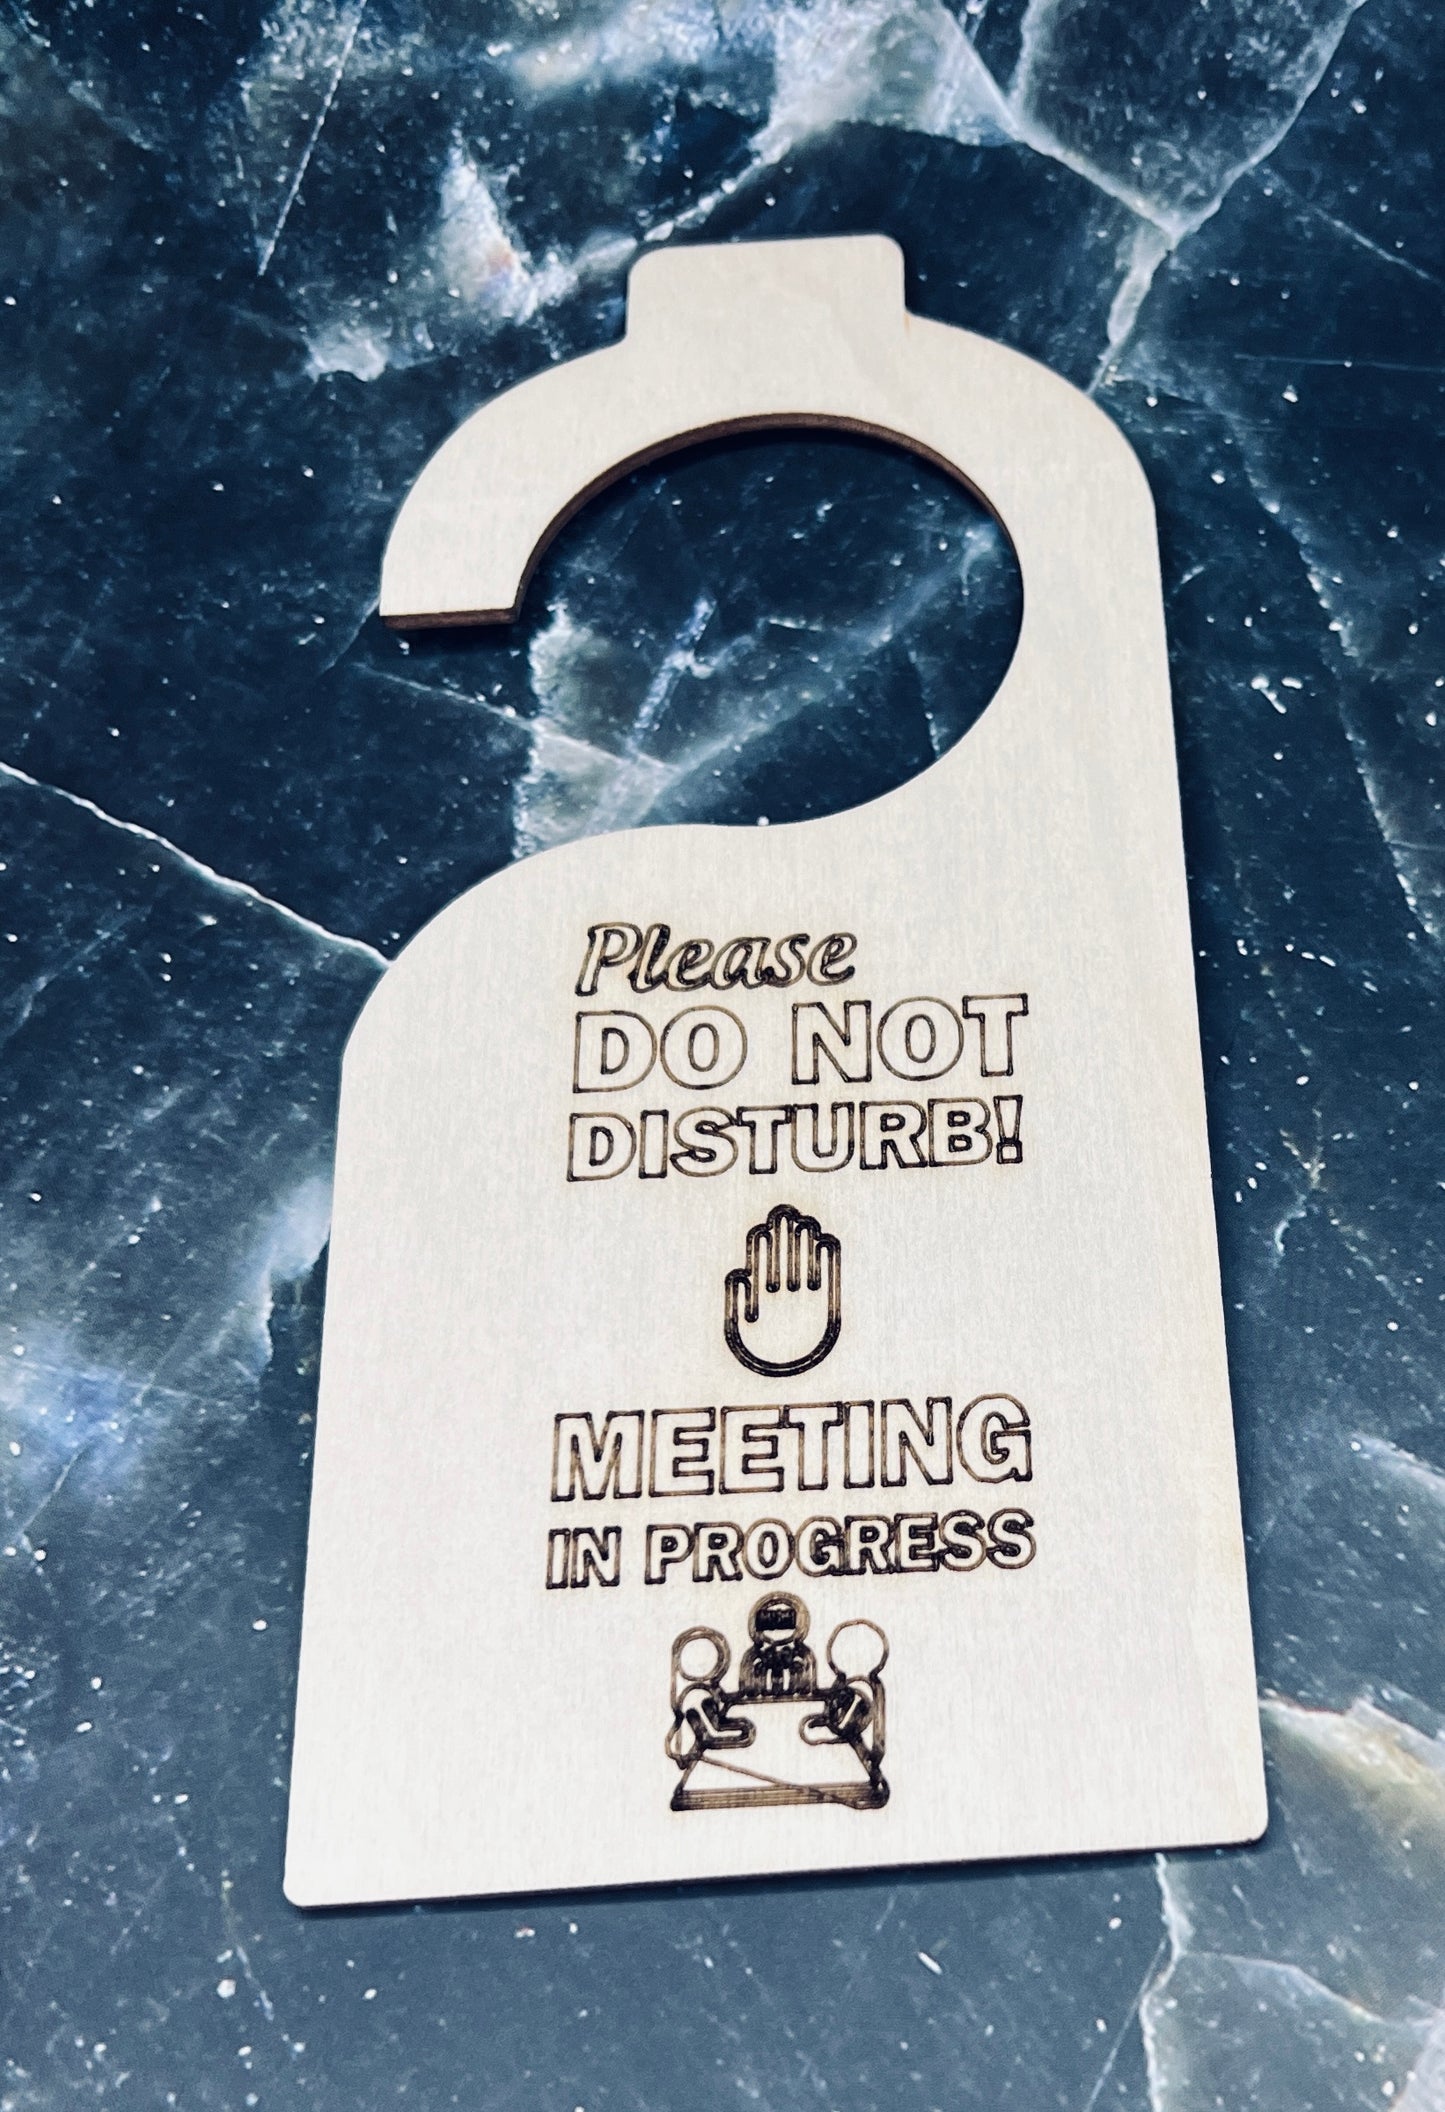 Please
DO NOT
DISTURB!
MEETING
IN PROGRESS